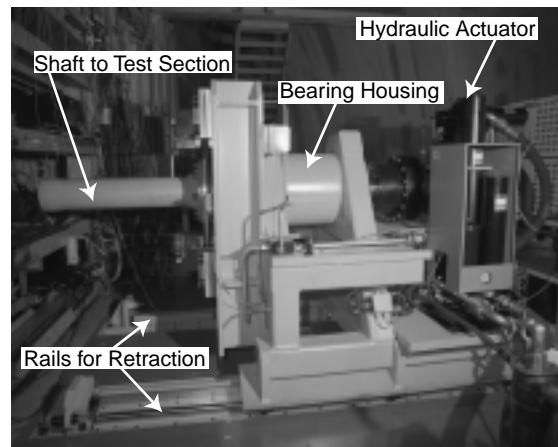 Hydraulic Actuator
Shaft to Test Section
Bearing Housing
Rails for Retraction